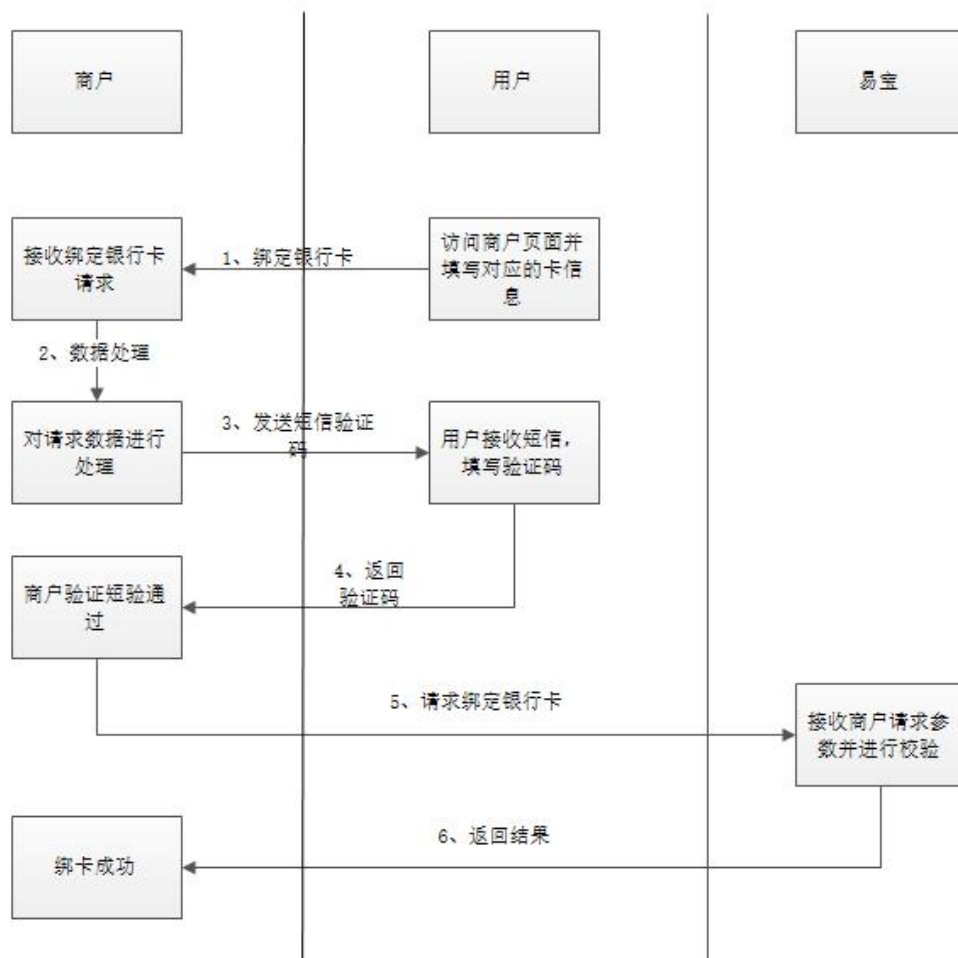 商户
用户
易宝
接收绑定银行卡
请求
1、绑定银行卡
访问商户页面并
填写对应的卡信
息
2、数据处理
对请求数据进行
处理
3、发送短信验证
码
用户接收短信，
填写验证码
4、返回
验证码
商户验证短验通
过
5、请求绑定银行卡
接收商户请求参
数并进行校验
6、返回结果
绑卡成功